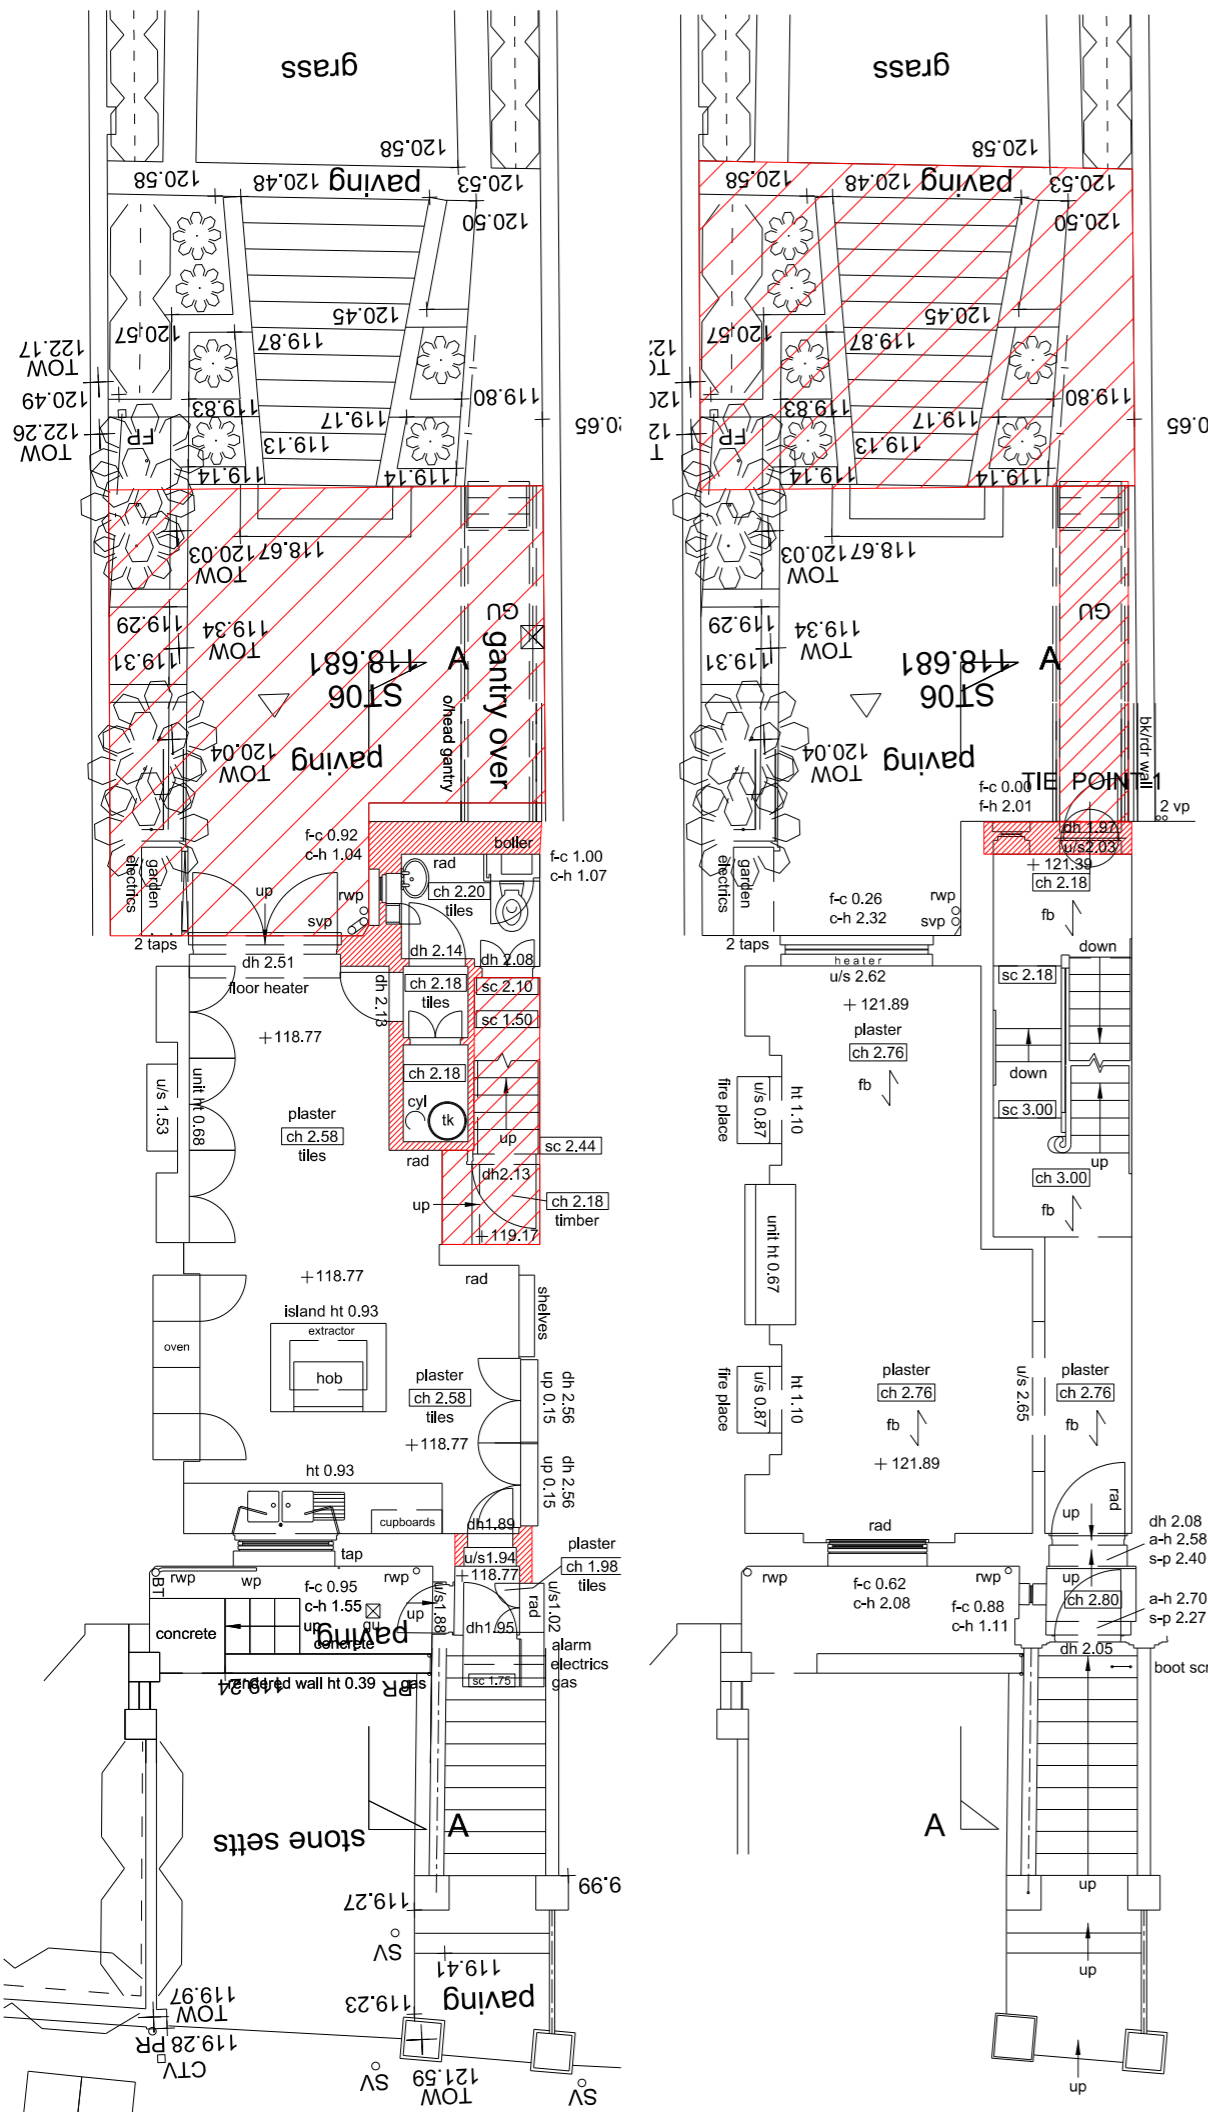 grass
120.58
120.58
120.48
paving
120.53
120.50
120.45
120.57
119.87
122.17
TOW
120.49
122.26
TOW
FP
119.83
119.80
119.17
119.13
119.14
119.14
118.67
120.03
TOW
119.29
119.34
TOW
119.31
118.681
ST06
A
GU
gantry over
o/head gantry
120.04
TOW
paving
garden
electrics
2 taps
f-c 0.92
c-h 1.04
up
rwp
svp
dh 2.51
floor heater
boiler
rad
ch 2.20
tiles
f-c 1.00
c-h 1.07
dh 2.14
dh 2.08
dh 2.13
ch 2.18
tiles
sc 2.10
sc 1.50
ch 2.18
cyl
tk
rad
up
sc 2.44
dh2.13
up
ch 2.18
timber
+119.17
+118.77
u/s 1.53
unit ht 0.68
plaster
ch 2.58
tiles
+118.77
rad
shelves
island ht 0.93
extractor
hob
oven
plaster
ch 2.58
tiles
+118.77
dh 2.56
up 0.15
dh 2.56
up 0.15
ht 0.93
cupboards
dh1.89
tap
u/s1.94
+118.77
plaster
ch 1.98
tiles
BT
rwp
wp
rwp
f-c 0.95
c-h 1.55
gu
up
u/s1.88
rad
u/s1.02
dh1.95
concrete
up
concrete
paving
alarm
electrics
gas
sc 1.75
rendered wall ht 0.39
gas
119.24
PR
stone setts
A
9.99
119.27
SV
119.41
paving
119.23
119.97
TOW
119.28 PR
CTV
SV
121.59
TOW
SV
grass
120.58
120.58
120.48
paving
120.53
120.50
120.45
120.57
119.87
FP
119.83
119.80
119.17
119.13
119.14
119.14
118.67
120.03
TOW
119.29
119.34
TOW
119.31
118.681
ST06
A
GU
120.04
TOW
paving
bk/rdr wall
TIE POINT 1
f-c 0.00
f-h 2.01
2 vp
dh 1.97
u/s2.03
+121.39
ch 2.18
garden
electrics
2 taps
f-c 0.26
c-h 2.32
rwp
svp
heater
u/s 2.62
+121.89
fb
down
sc 2.18
down
sc 3.00
up
plaster
ch 2.76
fb
fire place
u/s 0.87
ht 1.10
ch 3.00
fb
unit ht 0.67
fire place
u/s 0.87
ht 1.10
plaster
ch 2.76
fb
+121.89
u/s 2.65
plaster
ch 2.76
fb
rad
up
rad
dh 2.08
a-h 2.58
s-p 2.40
rwp
rwp
f-c 0.62
c-h 2.08
f-c 0.88
c-h 1.11
up
ch 2.80
a-h 2.70
s-p 2.27
dh 2.05
boot scr
A
up
up
up